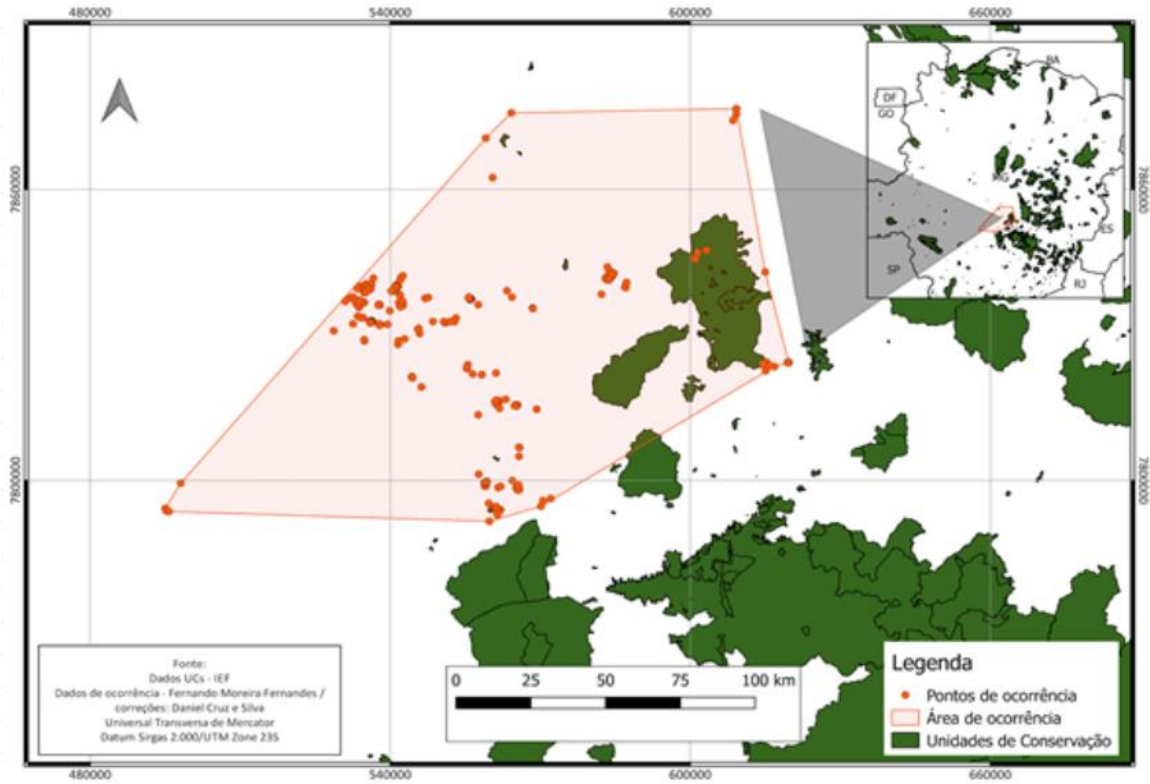 480000 540000 600000 660000
BA
DF
GO
MG
ES
SP
RJ
7860000 7860000
7800000 7800000
Fonte:
Dados UCs - IEF
Dados de ocorrência - Fernando Moreira Fernandes /
correções: Daniel Cruz e Silva
Universal Transversa de Mercator
Datum Sirgas 2.000/UTM Zone 23S
0 25 50 75 100 km
Legenda
Pontos de ocorrência
Área de ocorrência
Unidades de Conservação
480000 540000 600000 660000